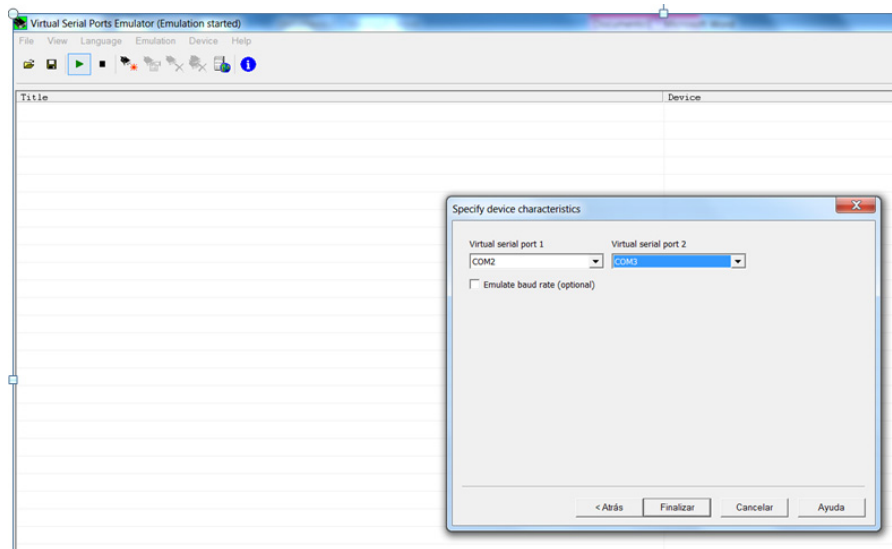 Virtual Serial Ports Emulator (Emulation started)
File View Language Emulation Device Help
Title Device
Specify device characteristics
Virtual serial port 1 Virtual serial port 2
COM2 COM3
Emulate baud rate (optional)
< Atrás Finalizar Cancelar Ayuda